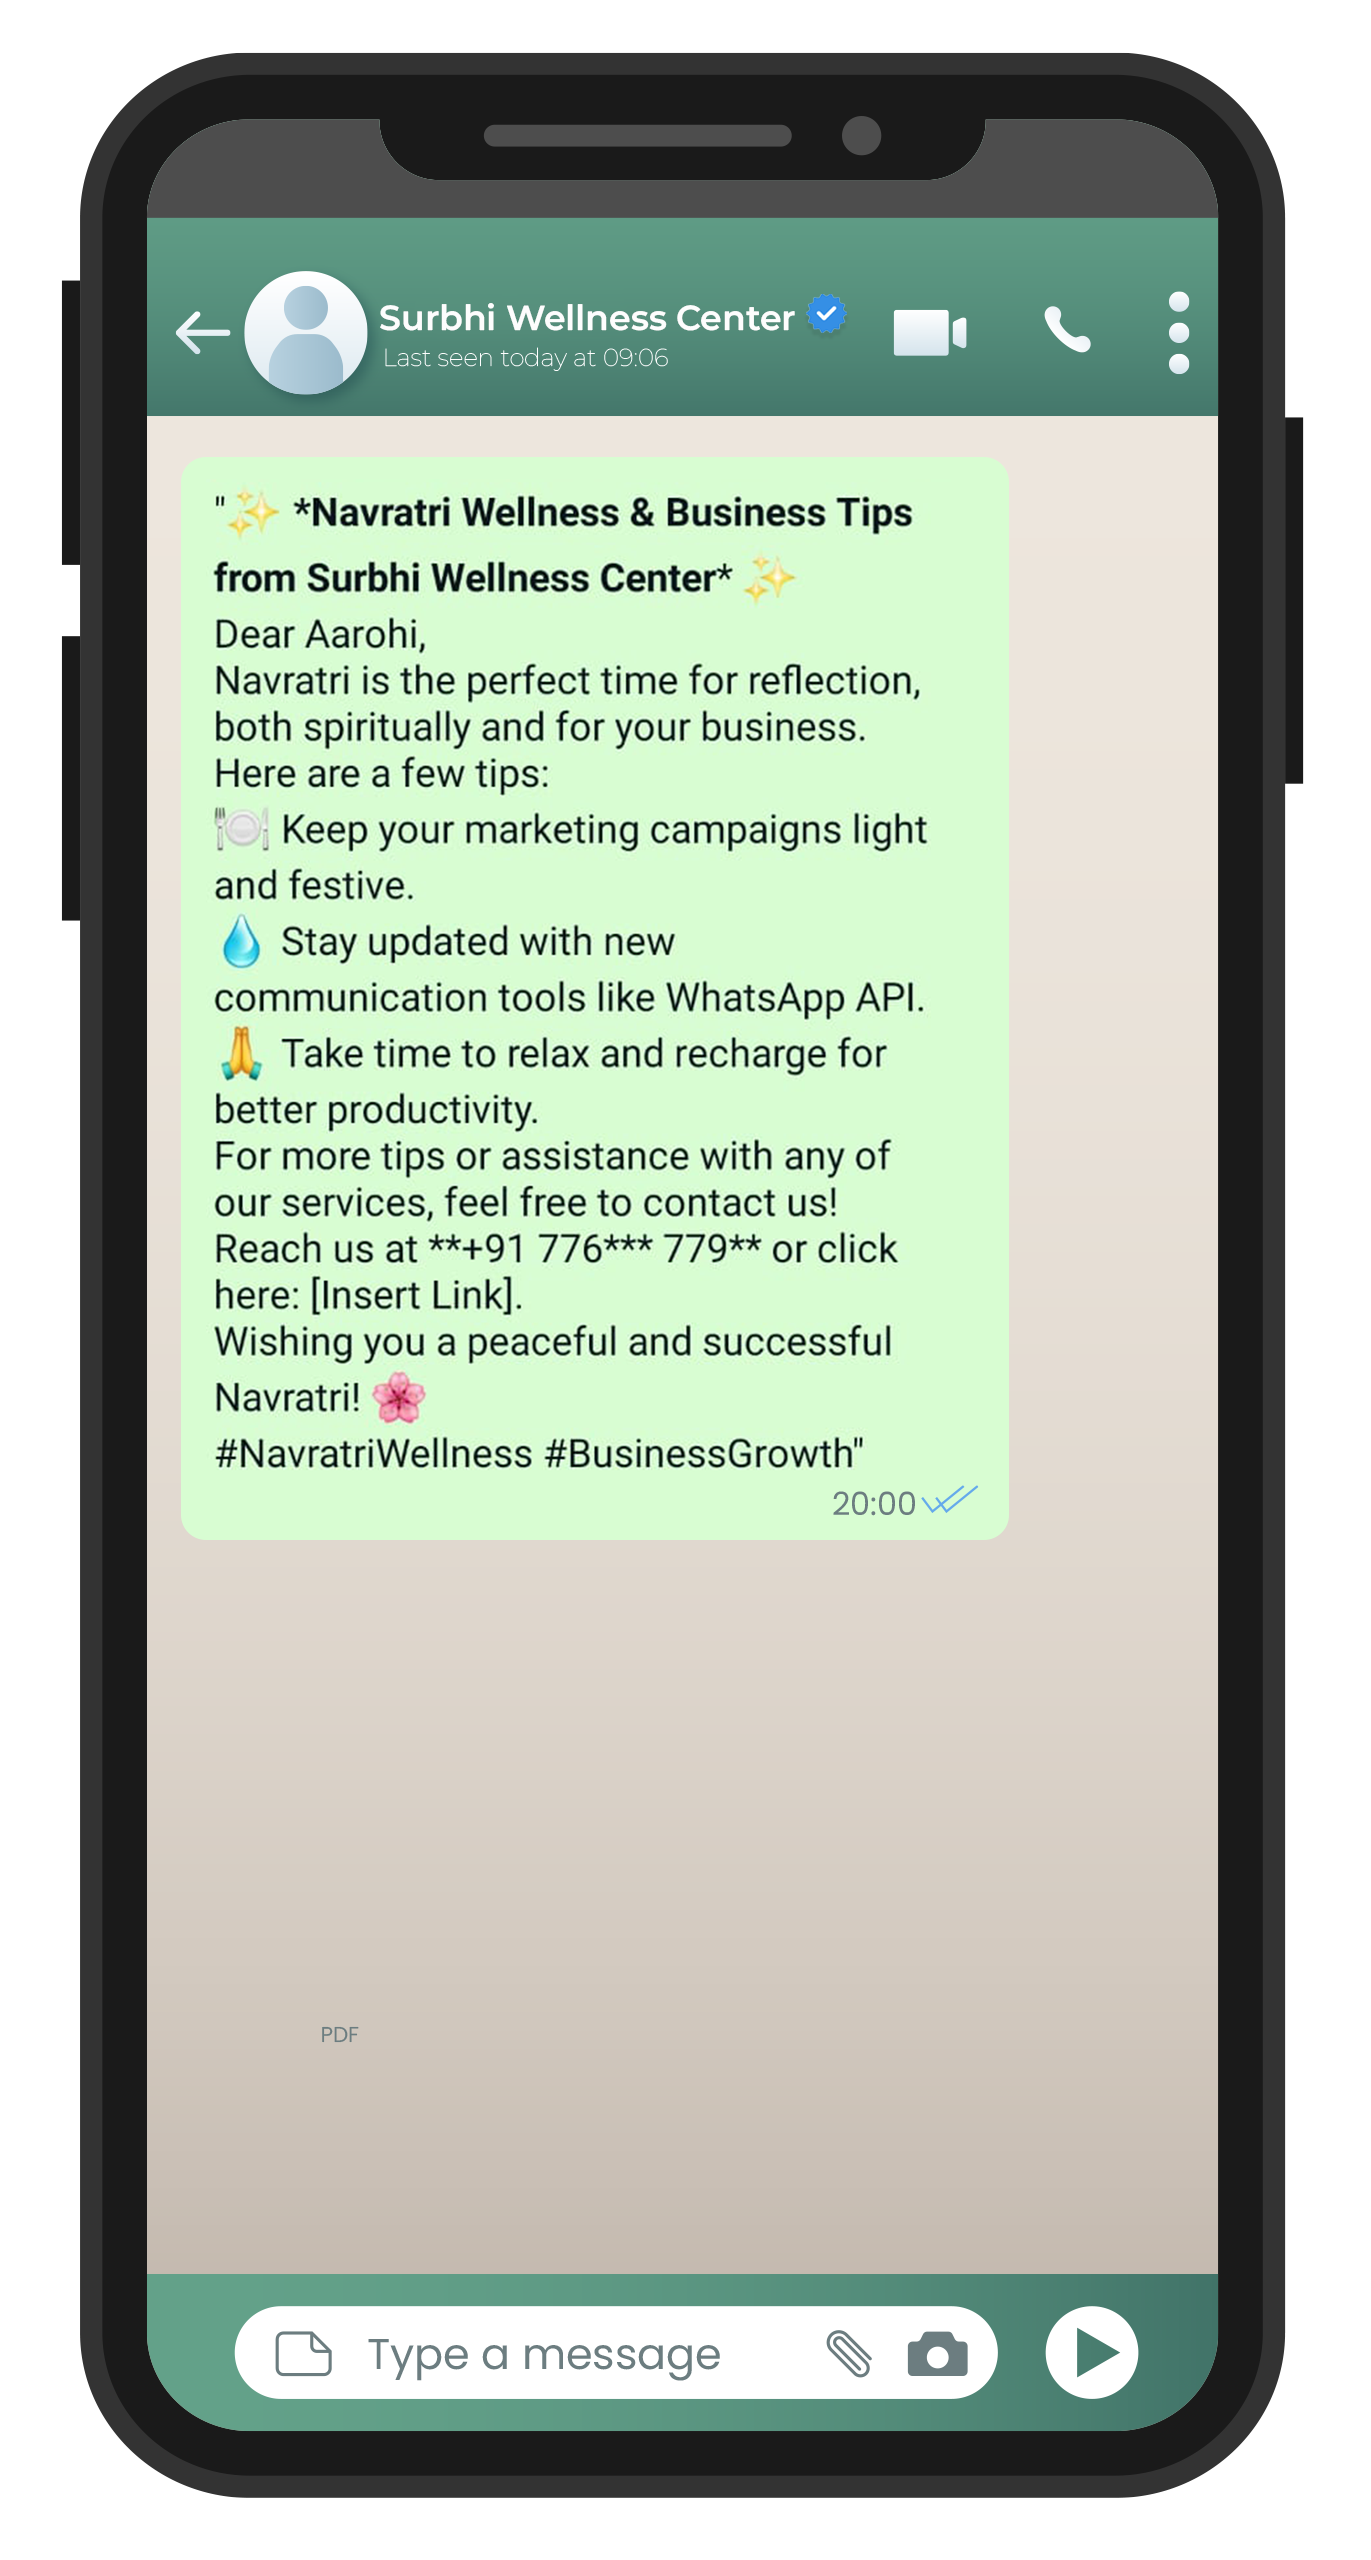 Surbhi Wellness Center
Last seen today at 09:06
"✨ *Navratri Wellness & Business Tips
from Surbhi Wellness Center* ✨
Dear Aarohi,
Navratri is the perfect time for reflection,
both spiritually and for your business.
Here are a few tips:
🍽️ Keep your marketing campaigns light
and festive.
💧 Stay updated with new
communication tools like WhatsApp API.
🙏 Take time to relax and recharge for
better productivity.
For more tips or assistance with any of
our services, feel free to contact us!
Reach us at **+91 776*** 779** or click
here: [Insert Link].
Wishing you a peaceful and successful
Navratri! 🌸
#NavratriWellness #BusinessGrowth"
20:00
PDF
Type a message